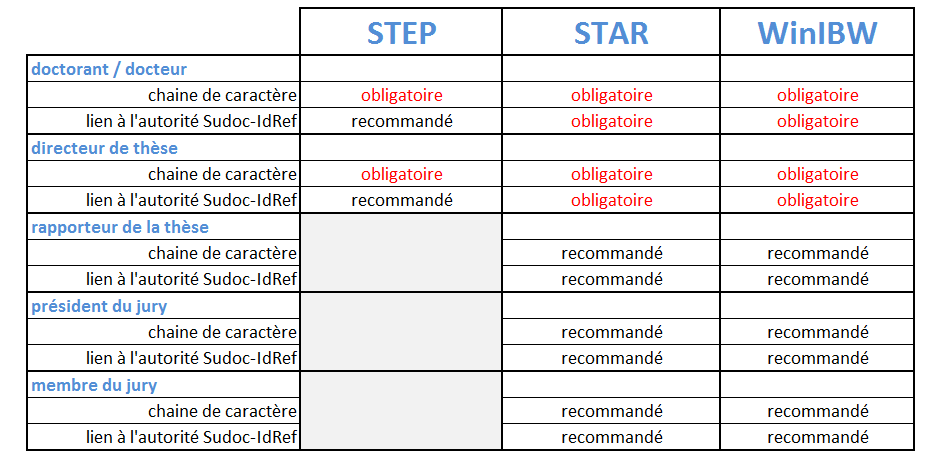 STEP STAR WinIBW
doctorant / docteur
chaine de caractère obligatoire obligatoire obligatoire
lien à l'autorité Sudoc-IdRef recommandé obligatoire obligatoire
directeur de thèse
chaine de caractère obligatoire obligatoire obligatoire
lien à l'autorité Sudoc-IdRef recommandé obligatoire obligatoire
rapporteur de la thèse
chaine de caractère recommandé recommandé
lien à l'autorité Sudoc-IdRef recommandé recommandé
président du jury
chaine de caractère recommandé recommandé
lien à l'autorité Sudoc-IdRef recommandé recommandé
membre du jury
chaine de caractère recommandé recommandé
lien à l'autorité Sudoc-IdRef recommandé recommandé